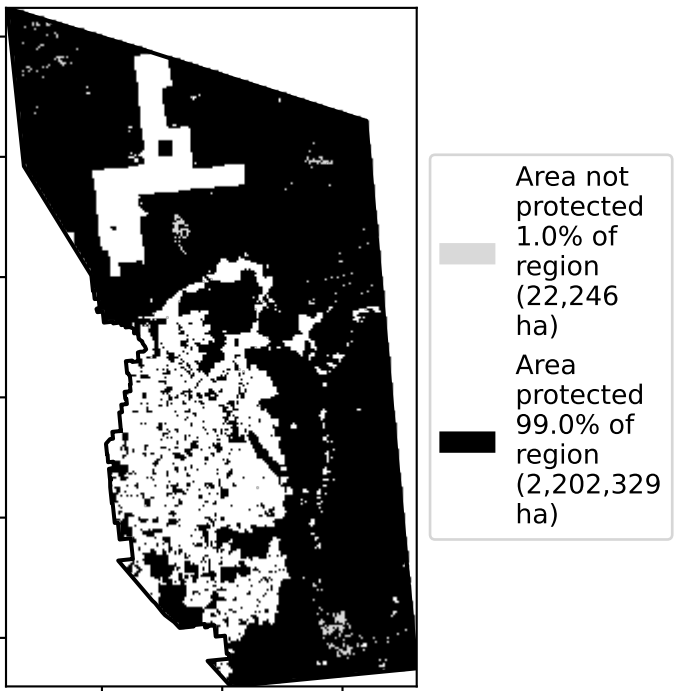 Area not
protected
1.0% of
region
(22,246
ha)
Area
protected
99.0% of
region
(2,202,329
ha)